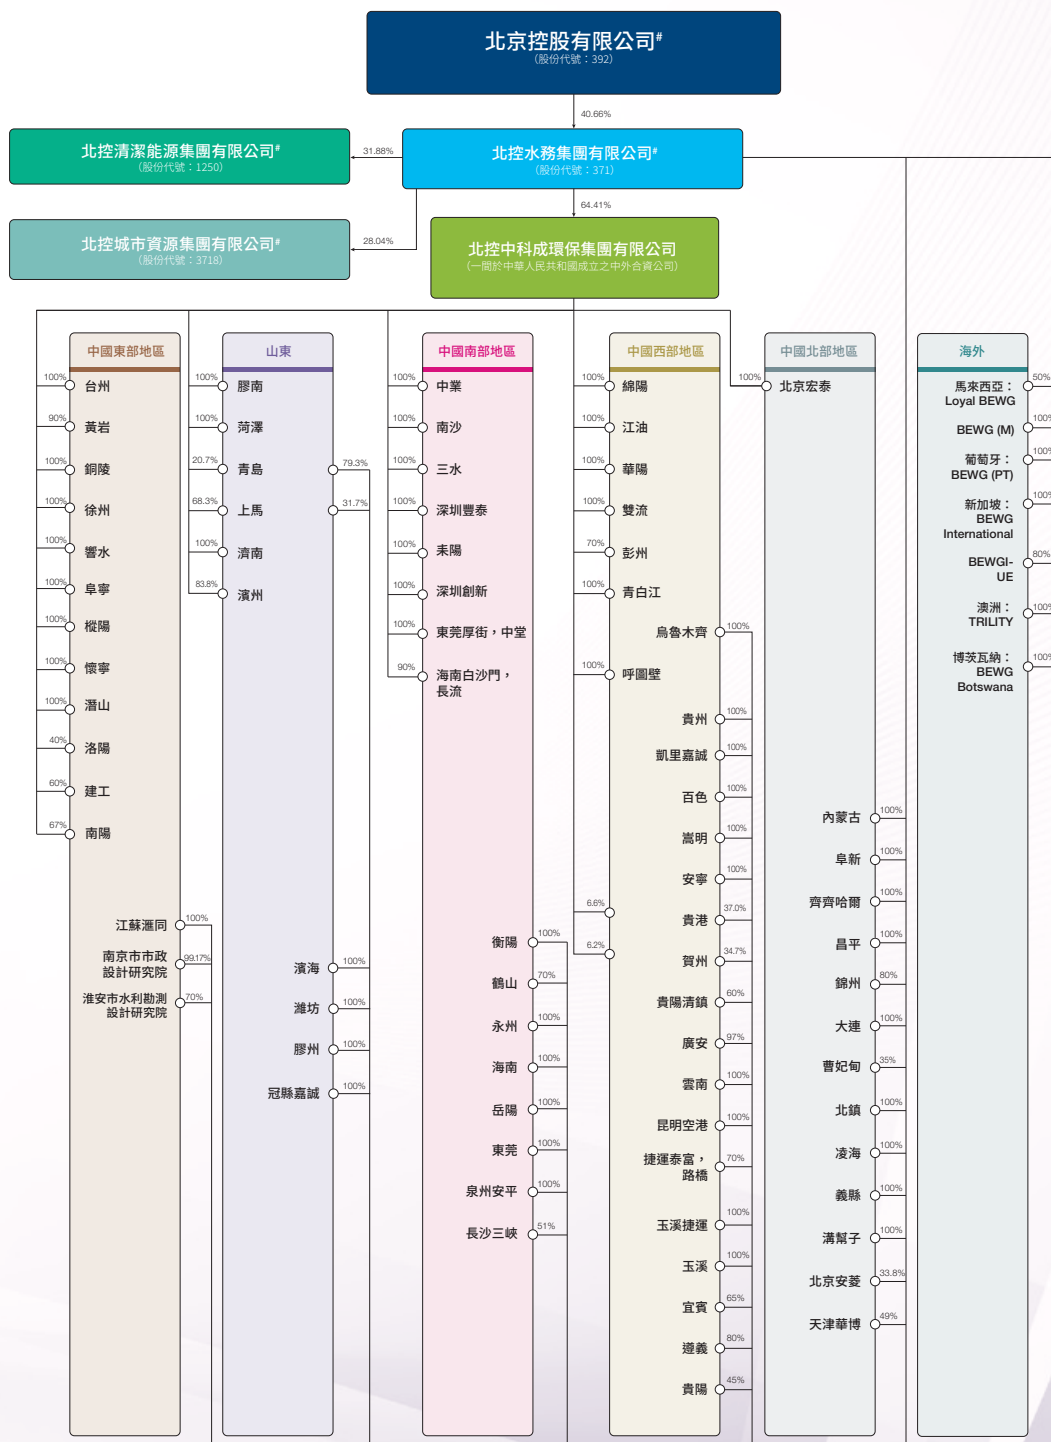 北京控股有限公司#
(股份代號：392)
40.66%
北控清潔能源集團有限公司#
(股份代號：1250)
31.88%
北控水務集團有限公司#
(股份代號：371)
64.41%
北控城市資源集團有限公司#
(股份代號：3718)
28.04%
北控中科成環保集團有限公司
(一間於中華人民共和國成立之中外合資公司)
中國東部地區
100% 台州
90% 黃岩
100% 銅陵
100% 徐州
100% 響水
100% 阜寧
100% 樅陽
100% 懷寧
100% 潛山
40% 洛陽
60% 建工
67% 南陽
江蘇滙同 100%
南京市市政
設計研究院 99.17%
淮安市水利勘測
設計研究院 70%
山東
100% 膠南
100% 菏澤
20.7% 青島 79.3%
68.3% 上馬 31.7%
100% 濟南
83.8% 濱州
濱海 100%
濰坊 100%
膠州 100%
冠縣嘉誠 100%
中國南部地區
100% 中業
100% 南沙
100% 三水
100% 深圳豐泰
100% 耒陽
100% 深圳創新
100% 東莞厚街，中堂
90% 海南白沙門，
長流
衡陽 100%
鶴山 70%
永州 100%
海南 100%
岳陽 100%
東莞 100%
泉州安平 100%
長沙三峽 51%
中國西部地區
100% 綿陽
100% 江油
100% 華陽
100% 雙流
70% 彭州
100% 青白江
烏魯木齊 100%
100% 呼圖壁
貴州 100%
凱里嘉誠 100%
百色 100%
嵩明 100%
安寧 100%
6.6% 貴港 37.0%
6.2% 賀州 34.7%
貴陽清鎮 60%
廣安 97%
雲南 100%
昆明空港 100%
捷運泰富，
路橋 70%
玉溪捷運 100%
玉溪 100%
宜賓 65%
遵義 80%
貴陽 45%
中國北部地區
100% 北京宏泰
內蒙古 100%
阜新 100%
齊齊哈爾 100%
昌平 100%
錦州 80%
大連 100%
曹妃甸 35%
北鎮 100%
凌海 100%
義縣 100%
溝幫子 100%
北京安菱 33.8%
天津華博 49%
海外
馬來西亞： 50%
Loyal BEWG
BEWG (M) 100%
葡萄牙： 100%
BEWG (PT)
新加坡： 100%
BEWG
International
BEWGI- 80%
UE
澳洲： 100%
TRILITY
博茨瓦納： 100%
BEWG
Botswana